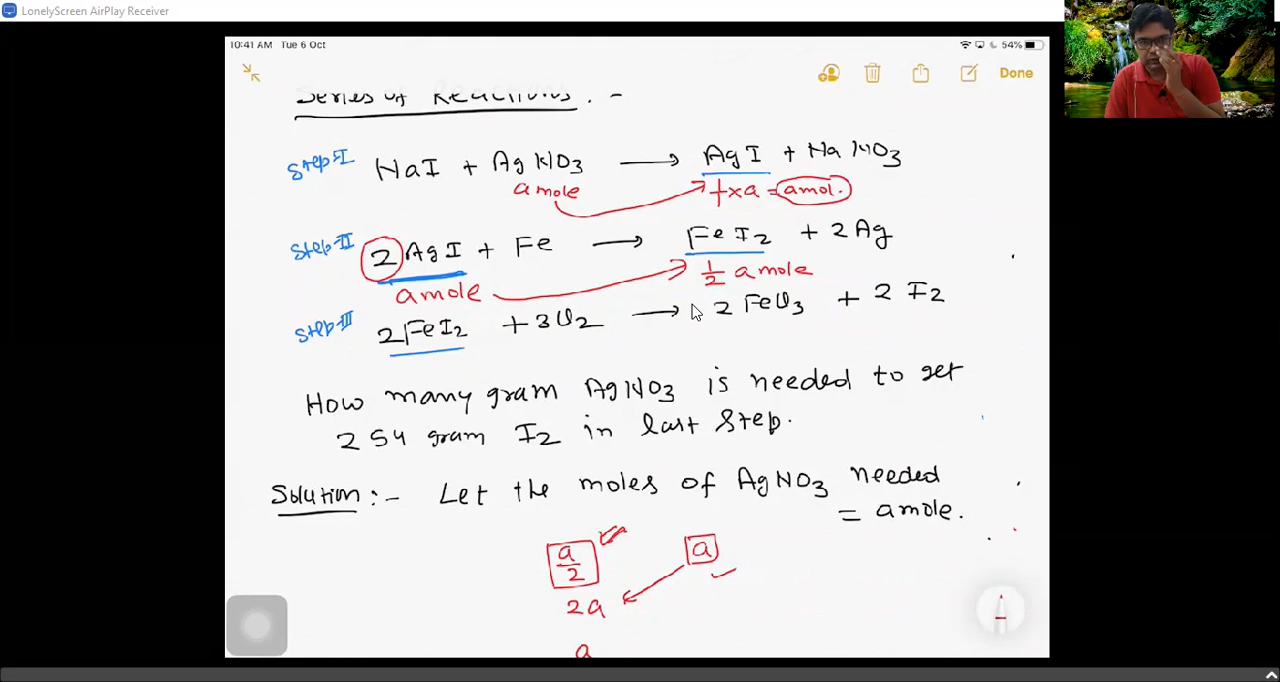 LonelyScreen AirPlay Receiver
10:41 AM Tue 6 Oct
54%
Done
Series of Reactions :-
Step-I NaI + AgNO3 → AgI + NaNO3
a mole
1×a = a mol.
Step-II 2AgI + Fe → FeI2 + 2Ag
a mole
1/2 a mole
Step-III 2FeI2 + 3Cl2 → 2FeCl3 + 2I2
How many gram AgNO3 is needed to get
254 gram I2 in last step.
Solution :- Let the moles of AgNO3 needed
= a mole.
a/2 a
2a
a